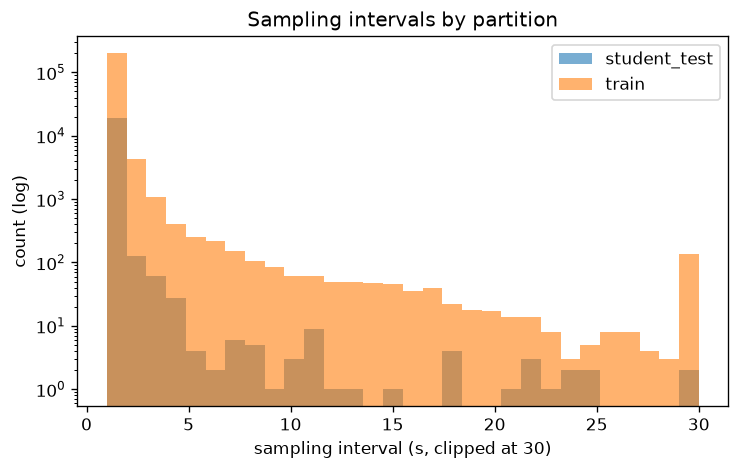 Sampling intervals by partition
student_test
train
count (log)
10^5
10^4
10^3
10^2
10^1
10^0
0 5 10 15 20 25 30
sampling interval (s, clipped at 30)